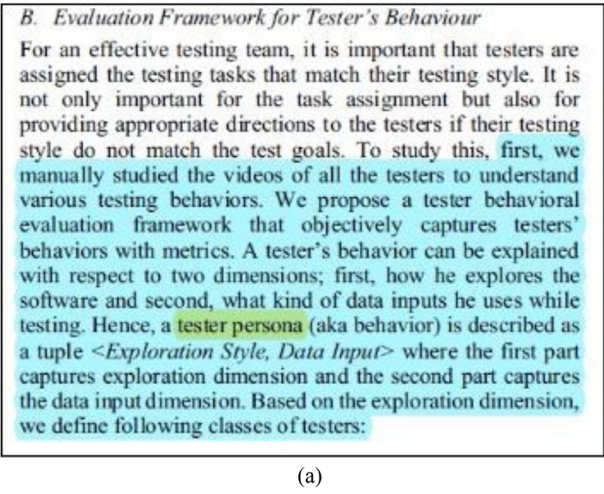 B. Evaluation Framework for Tester's Behaviour
For an effective testing team, it is important that testers are
assigned the testing tasks that match their testing style. It is
not only important for the task assignment but also for
providing appropriate directions to the testers if their testing
style do not match the test goals. To study this, first, we
manually studied the videos of all the testers to understand
various testing behaviors. We propose a tester behavioral
evaluation framework that objectively captures testers'
behaviors with metrics. A tester's behavior can be explained
with respect to two dimensions; first, how he explores the
software and second, what kind of data inputs he uses while
testing. Hence, a tester persona (aka behavior) is described as
a tuple <Exploration Style, Data Input> where the first part
captures exploration dimension and the second part captures
the data input dimension. Based on the exploration dimension,
we define following classes of testers:
(a)